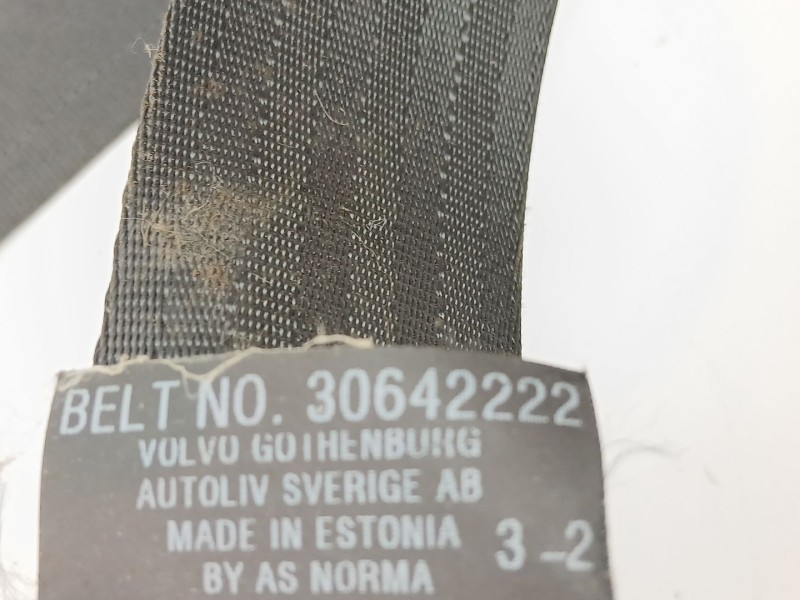 BELT NO. 30642222
VOLVO GOTHENBURG
AUTOLIV SVERIGE AB
MADE IN ESTONIA 3-2
BY AS NORMA